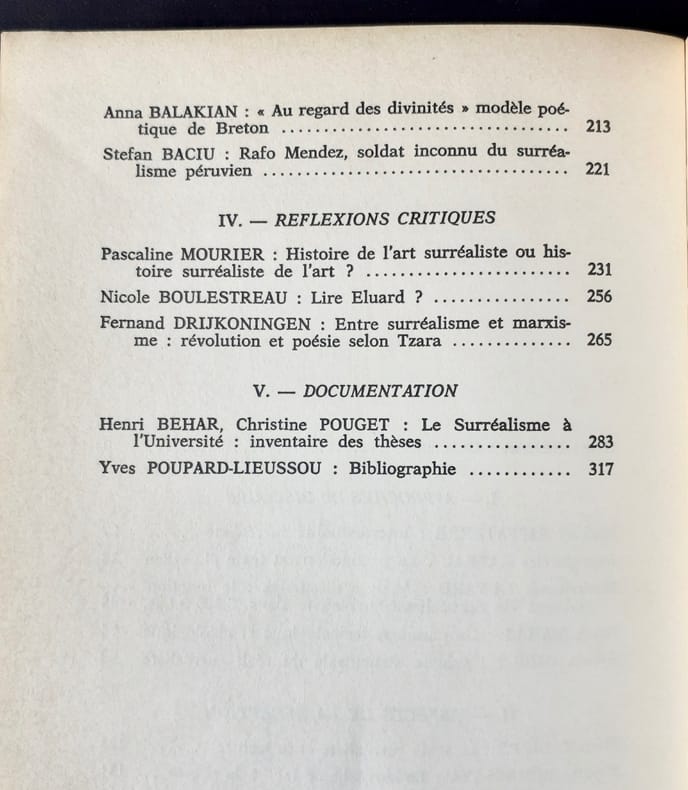 Anna BALAKIAN : « Au regard des divinités » modèle poé-
tique de Breton .................................. 213
Stefan BACIU : Rafo Mendez, soldat inconnu du surréa-
lisme péruvien .................................... 221
IV. — REFLEXIONS CRITIQUES
Pascaline MOURIER : Histoire de l'art surréaliste ou his-
toire surréaliste de l'art ? ........................ 231
Nicole BOULESTREAU : Lire Eluard ? ................ 256
Fernand DRIJKONINGEN : Entre surréalisme et marxis-
me : révolution et poésie selon Tzara .............. 265
V. — DOCUMENTATION
Henri BEHAR, Christine POUGET : Le Surréalisme à
l'Université : inventaire des thèses ................ 283
Yves POUPARD-LIEUSSOU : Bibliographie ............ 317